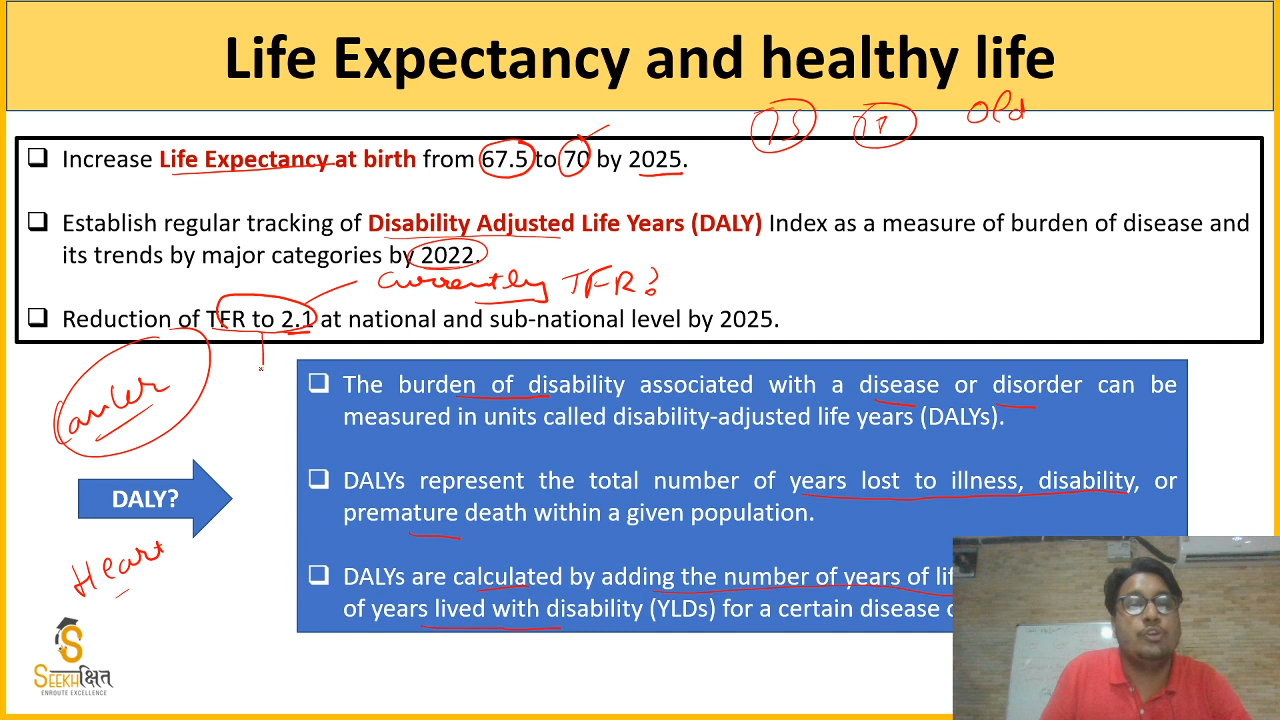 Life Expectancy and healthy life
Old
Increase Life Expectancy at birth from 67.5 to 70 by 2025.
Establish regular tracking of Disability Adjusted Life Years (DALY) Index as a measure of burden of disease and
its trends by major categories by 2022.
Currently TFR?
Reduction of TFR to 2.1 at national and sub-national level by 2025.
Cancer
The burden of disability associated with a disease or disorder can be
measured in units called disability-adjusted life years (DALYs).
DALYs represent the total number of years lost to illness, disability, or
premature death within a given population.
DALY?
Heart
DALYs are calculated by adding the number of years of
of years lived with disability (YLDs) for a certain disease
SEEKHक्षित
ENROUTE EXCELLENCE